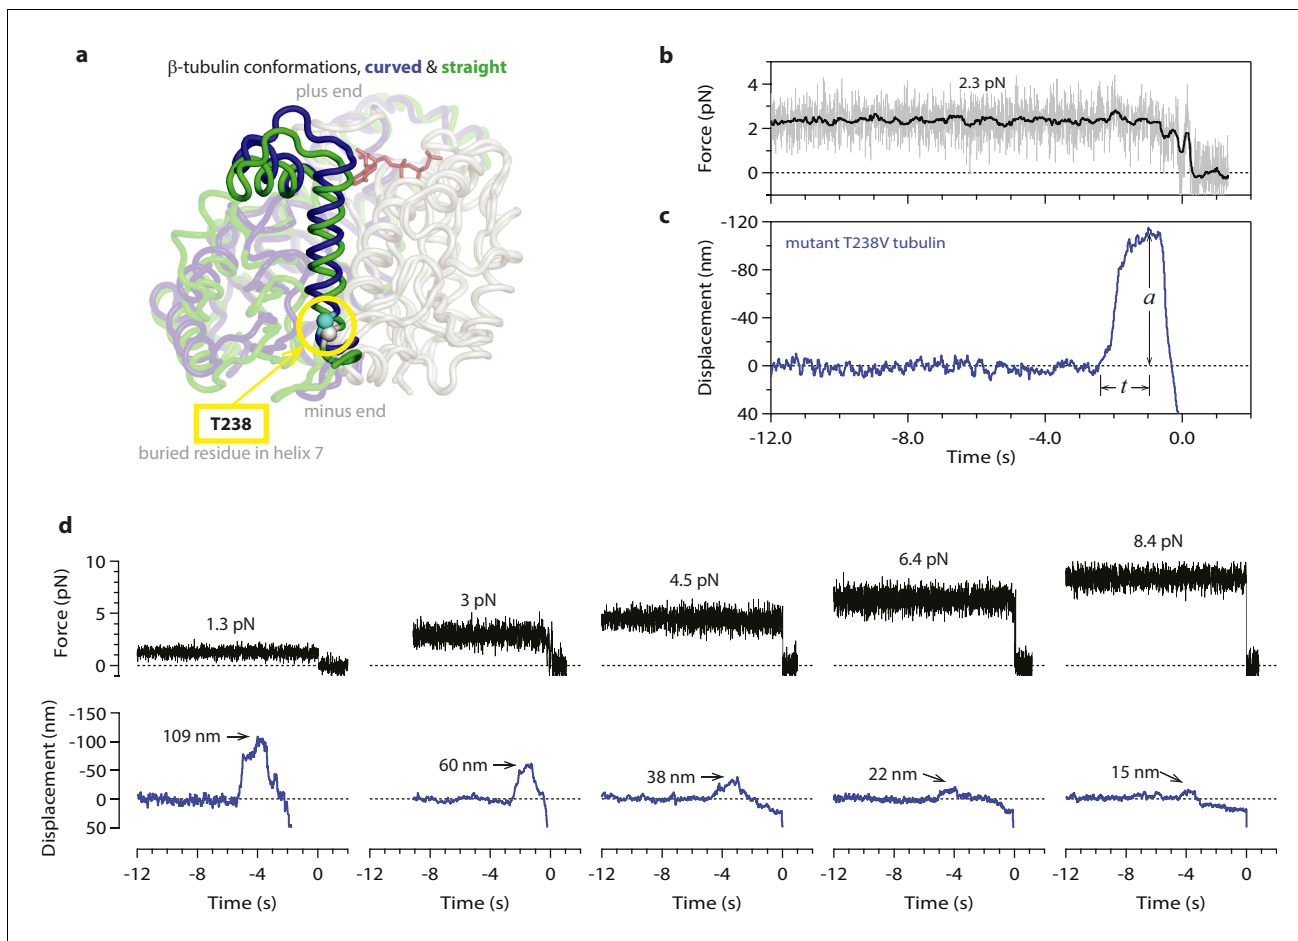 a
β-tubulin conformations, curved & straight
plus end
minus end
T238
buried residue in helix 7
b
2.3 pN
Force (pN)
4
2
0
c
mutant T238V tubulin
Displacement (nm)
-120
-80
-40
0
40
a
t
-12.0
-8.0
-4.0
0.0
Time (s)
d
Force (pN)
10
5
0
1.3 pN
3 pN
4.5 pN
6.4 pN
8.4 pN
Displacement (nm)
-150
-100
-50
0
50
109 nm
60 nm
38 nm
22 nm
15 nm
-12 -8 -4 0
-12 -8 -4 0
-12 -8 -4 0
-12 -8 -4 0
-12 -8 -4 0
Time (s)
Time (s)
Time (s)
Time (s)
Time (s)